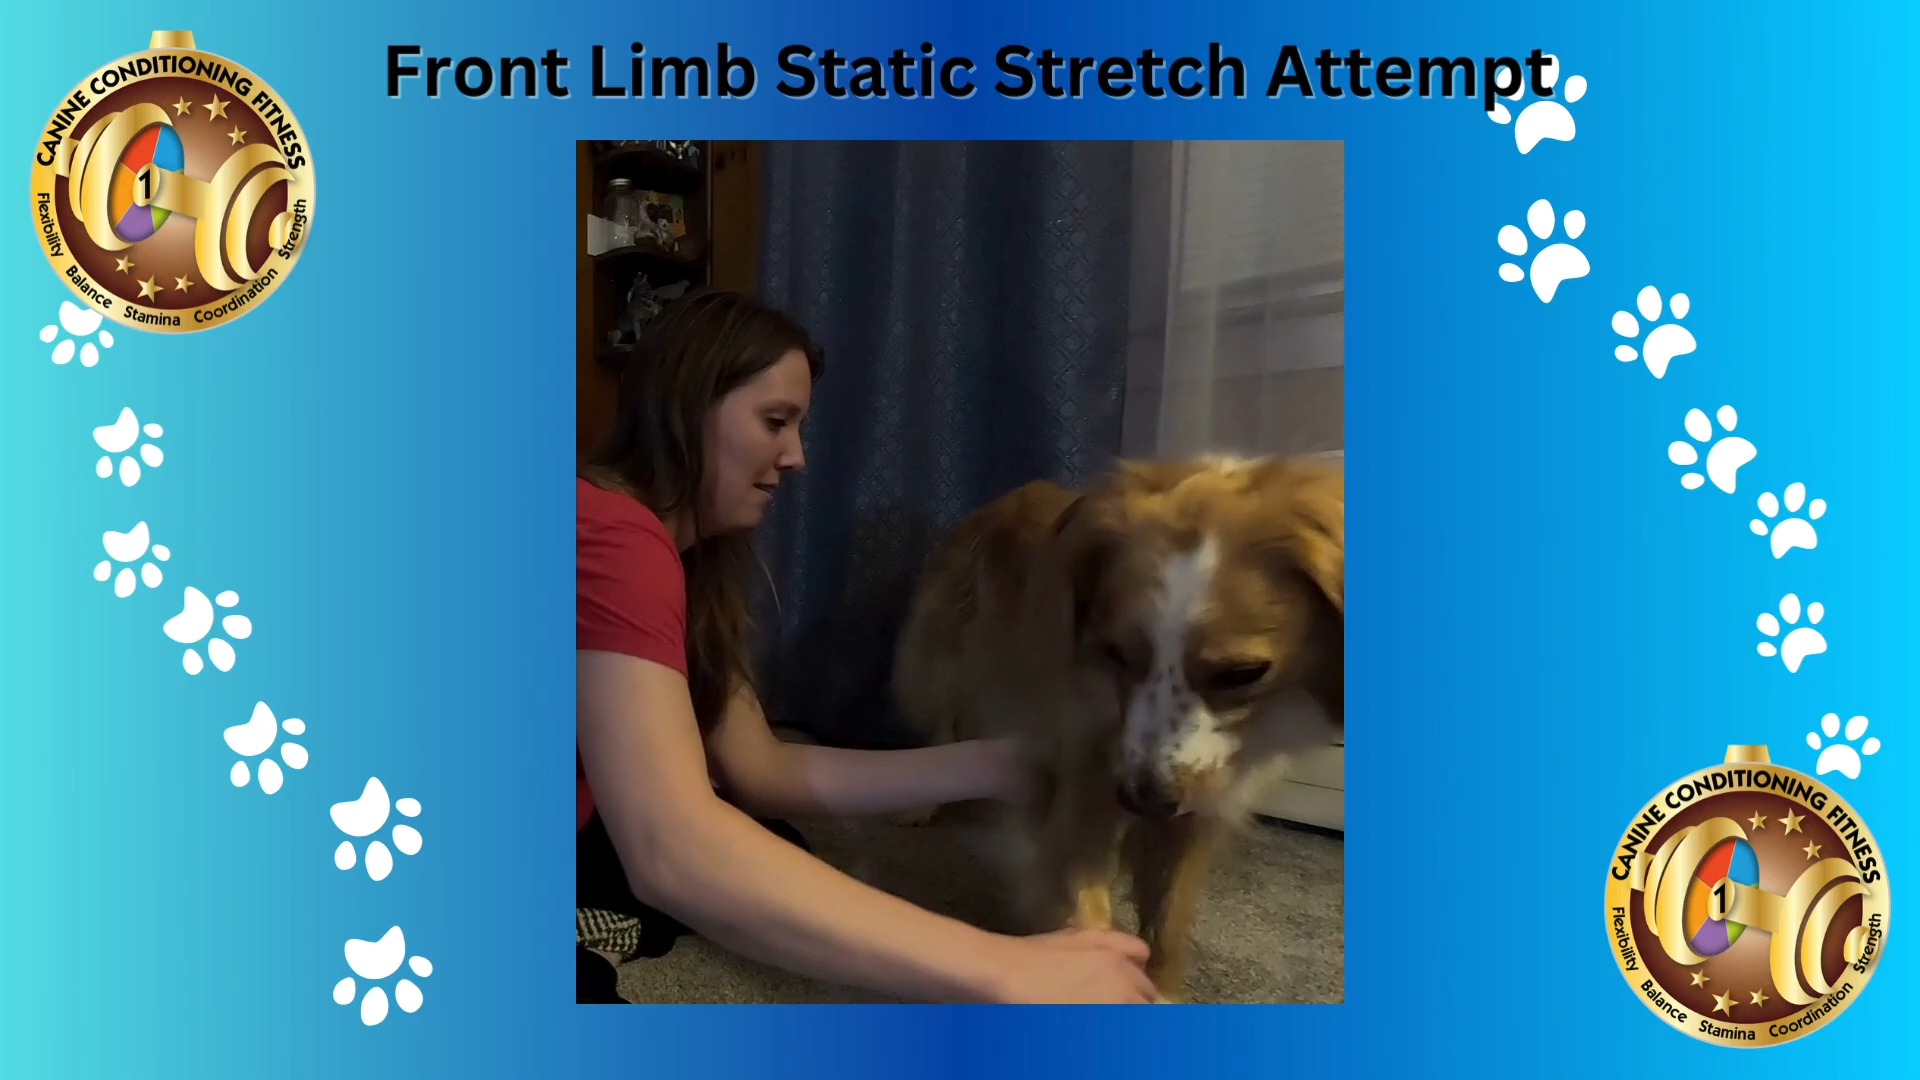 Front Limb Static Stretch Attempt
CANINE CONDITIONING FITNESS
1
Flexibility Balance Stamina Coordination Strength
CANINE CONDITIONING FITNESS
1
Flexibility Balance Stamina Coordination Strength